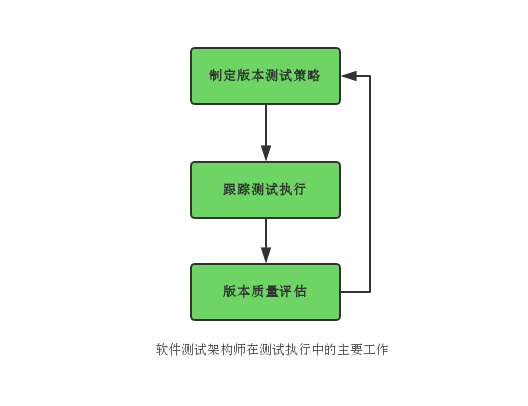 制定版本测试策略
跟踪测试执行
版本质量评估
软件测试架构师在测试执行中的主要工作